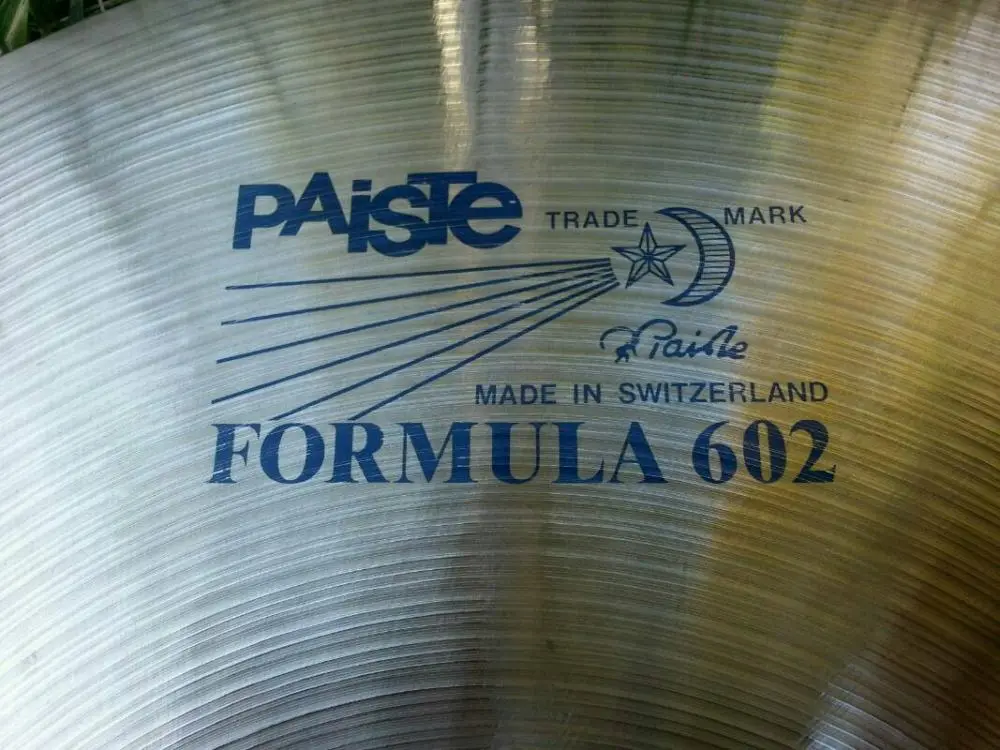 PAiSTe
TRADE MARK
Paiste
MADE IN SWITZERLAND
FORMULA 602